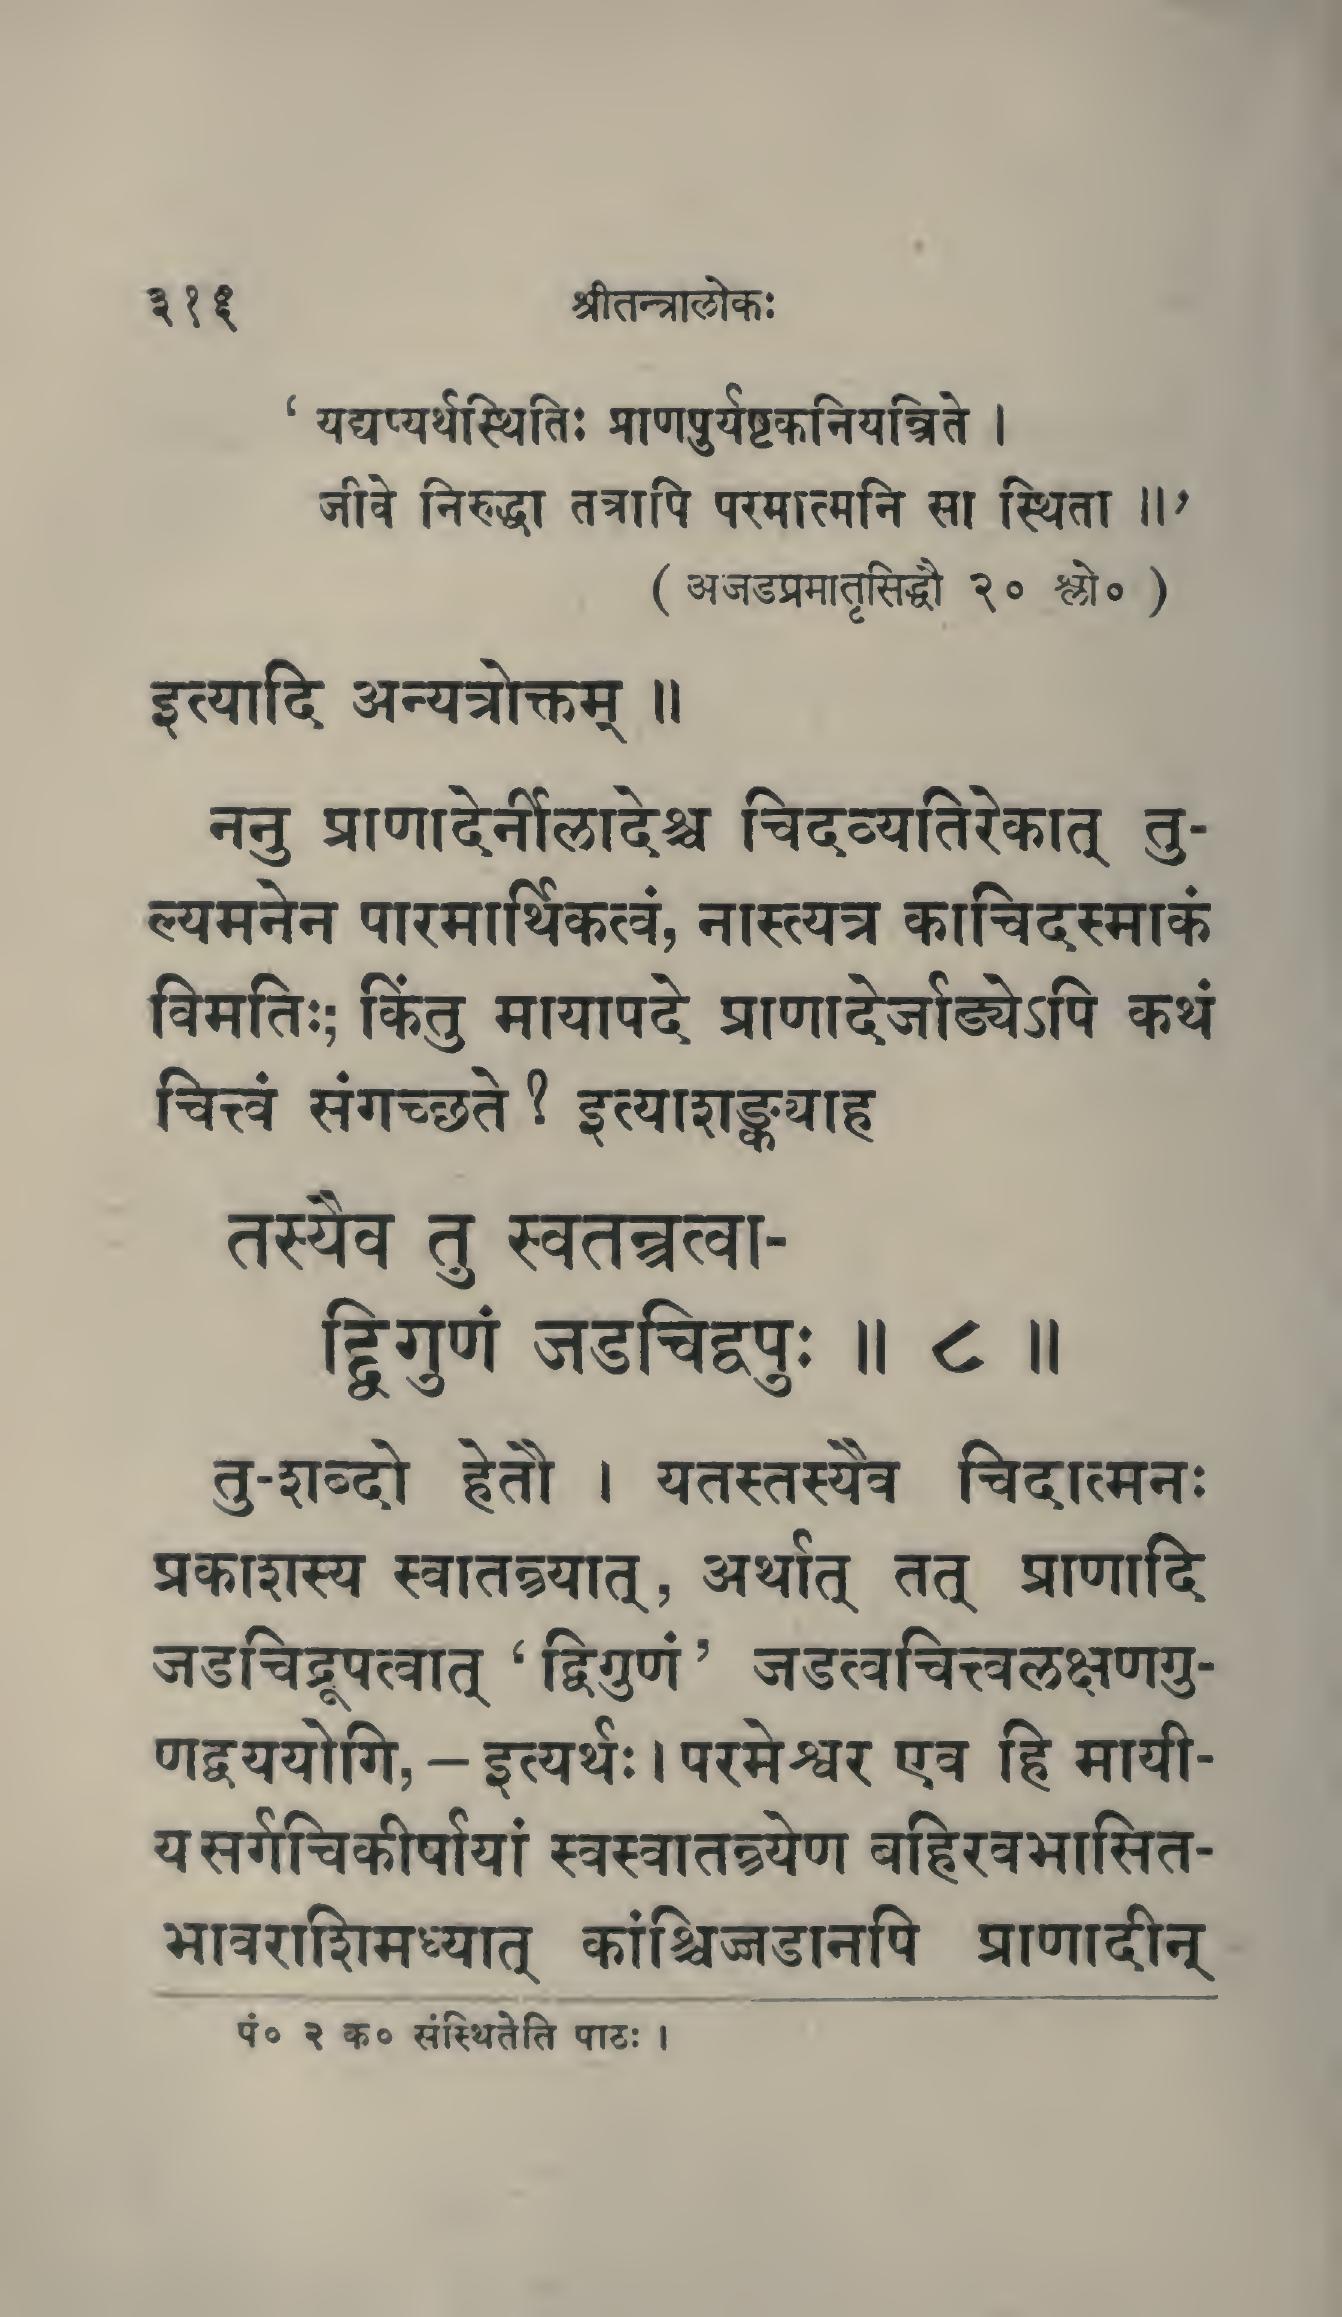 ३१६ श्रीतन्त्रालोकः
‘ यद्यप्यर्थस्थितिः प्राणपुर्यष्टकनियन्त्रिते ।
जीवे निरुद्धा तत्रापि परमात्मनि सा स्थिता ॥’
( अजडप्रमातृसिद्धौ २० श्लो० )
इत्यादि अन्यत्रोक्तम् ॥
ननु प्राणादेर्नीलादेश्च चिदव्यतिरेकात् तु-
ल्यमनेन पारमार्थिकत्वं, नास्त्यत्र काचिदस्माकं
विमतिः; किंतु मायापदे प्राणादेर्जाड्येऽपि कथं
चित्त्वं संगच्छते ? इत्याशङ्क्याह
तस्यैव तु स्वतन्त्रत्वा-
द्द्विगुणं जडचिद्वपुः ॥ ८ ॥
तु-शब्दो हेतौ । यतस्तस्यैव चिदात्मनः
प्रकाशस्य स्वातन्त्र्यात्, अर्थात् तत् प्राणादि
जडचिद्रूपत्वात् ‘द्विगुणं’ जडत्वचित्त्वलक्षणगु-
णद्वययोगि, – इत्यर्थः । परमेश्वर एव हि मायी-
यसर्गचिकीर्षायां स्वस्वातन्त्र्येण बहिरवभासित-
भावराशिमध्यात् कांश्चिज्जडानपि प्राणादीन्
पं० २ क० संस्थितेति पाठः ।